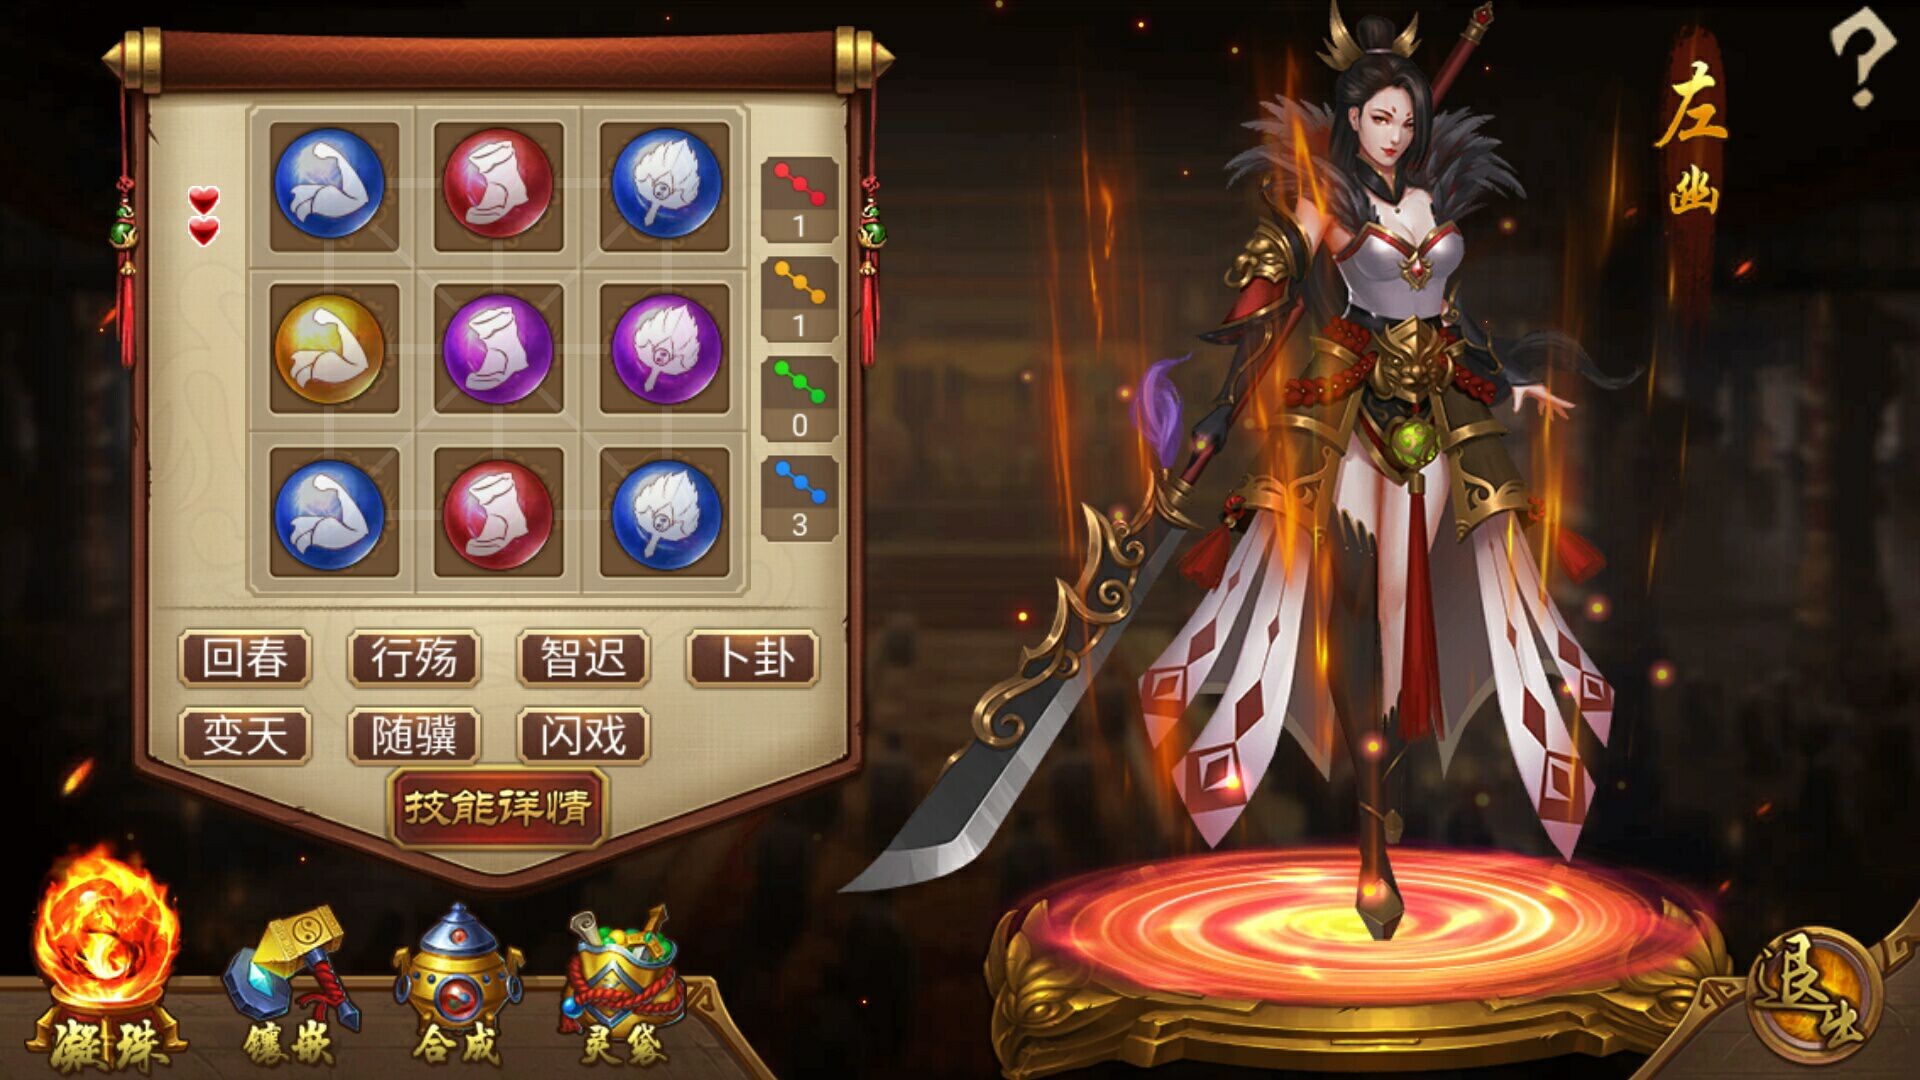 左幽
1
1
0
3
回春 行殇 智迟 卜卦
变天 随骥 闪戏
技能详情
凝珠 镶嵌 合成 灵袋
退出